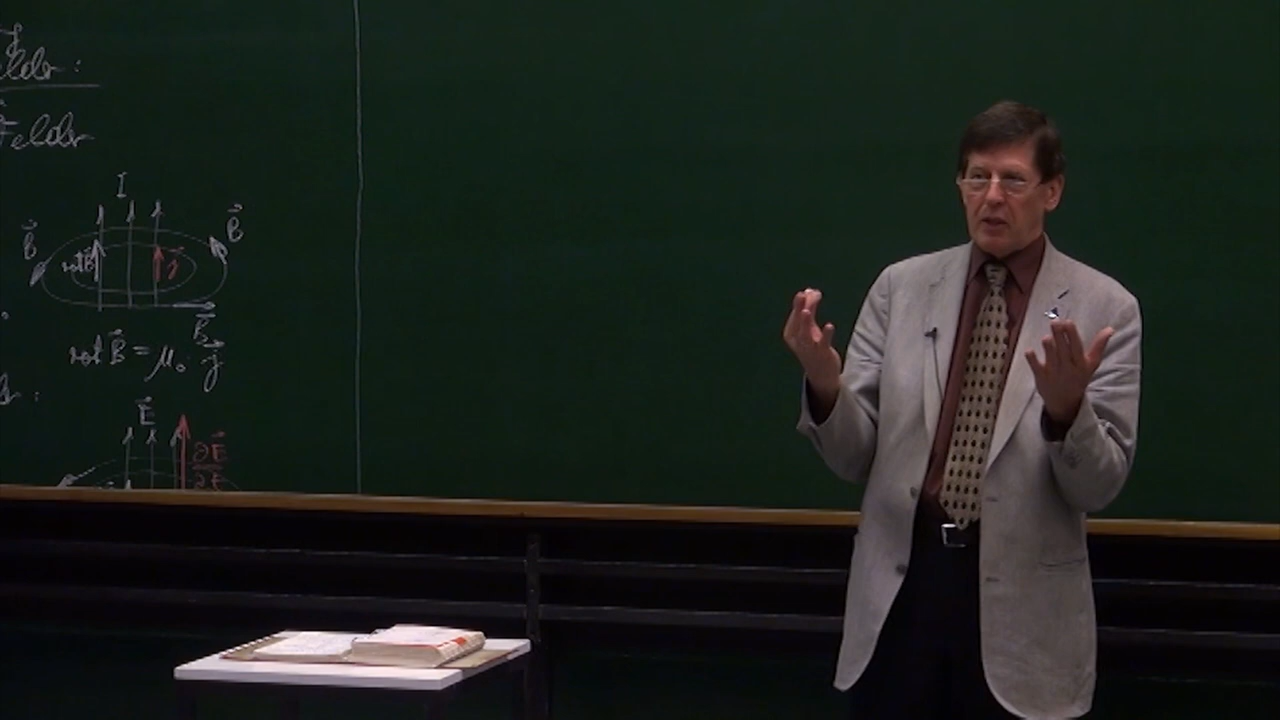 Felder:
Felder
I
B⃗ B⃗
rot B⃗ j⃗
B⃗
rot B⃗ = μ₀ j⃗
E⃗
∂E⃗
∂t